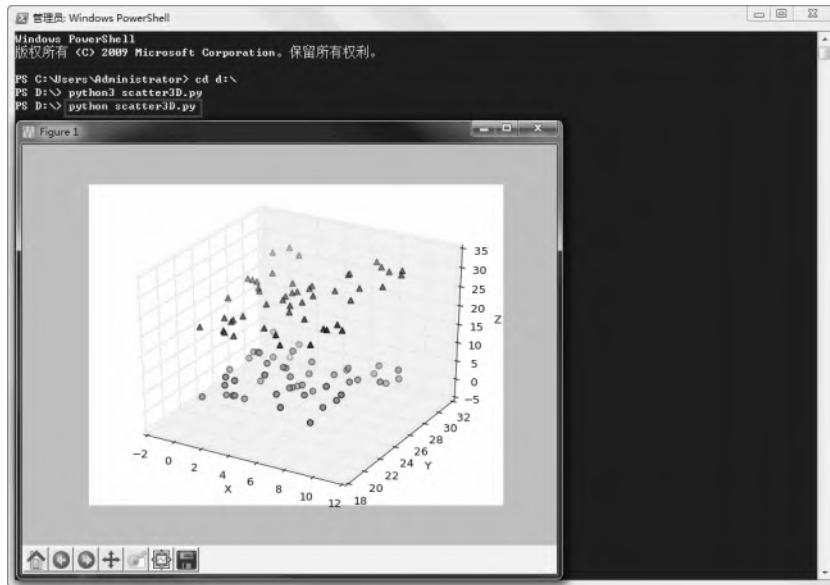 管理员: Windows PowerShell
Windows PowerShell
版权所有 (C) 2009 Microsoft Corporation。保留所有权利。
PS C:\Users\Administrator> cd d:\
PS D:\> python3 scatter3D.py
PS D:\> python scatter3D.py
Figure 1
35
30
25
20
15
10
5
0
−5
Z
32
30
28
26
24
22
20
18
Y
−2
0
2
4
6
8
10
12
X